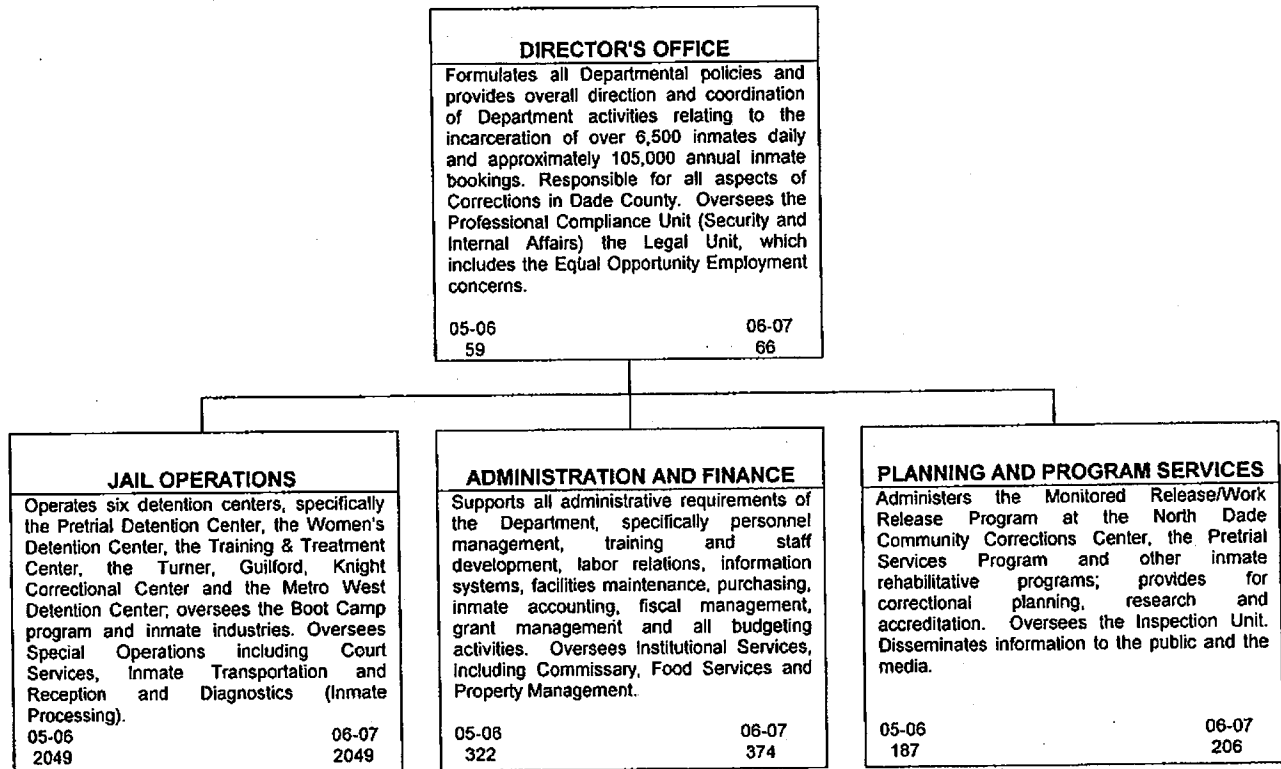 DIRECTOR'S OFFICE
Formulates all Departmental policies and
provides overall direction and coordination
of Department activities relating to the
incarceration of over 6,500 inmates daily
and approximately 105,000 annual inmate
bookings. Responsible for all aspects of
Corrections in Dade County. Oversees the
Professional Compliance Unit (Security and
Internal Affairs) the Legal Unit, which
includes the Equal Opportunity Employment
concerns.
05-06 06-07
59 66
JAIL OPERATIONS
Operates six detention centers, specifically
the Pretrial Detention Center, the Women's
Detention Center, the Training & Treatment
Center, the Turner, Guilford, Knight
Correctional Center and the Metro West
Detention Center; oversees the Boot Camp
program and inmate industries. Oversees
Special Operations including Court
Services, Inmate Transportation and
Reception and Diagnostics (Inmate
Processing).
05-06 06-07
2049 2049
ADMINISTRATION AND FINANCE
Supports all administrative requirements of
the Department, specifically personnel
management, training and staff
development, labor relations, information
systems, facilities maintenance, purchasing,
inmate accounting, fiscal management,
grant management and all budgeting
activities. Oversees Institutional Services,
Including Commissary, Food Services and
Property Management.
05-06 06-07
322 374
PLANNING AND PROGRAM SERVICES
Administers the Monitored Release/Work
Release Program at the North Dade
Community Corrections Center, the Pretrial
Services Program and other inmate
rehabilitative programs; provides for
correctional planning, research and
accreditation. Oversees the Inspection Unit.
Disseminates information to the public and the
media.
05-06 06-07
187 206